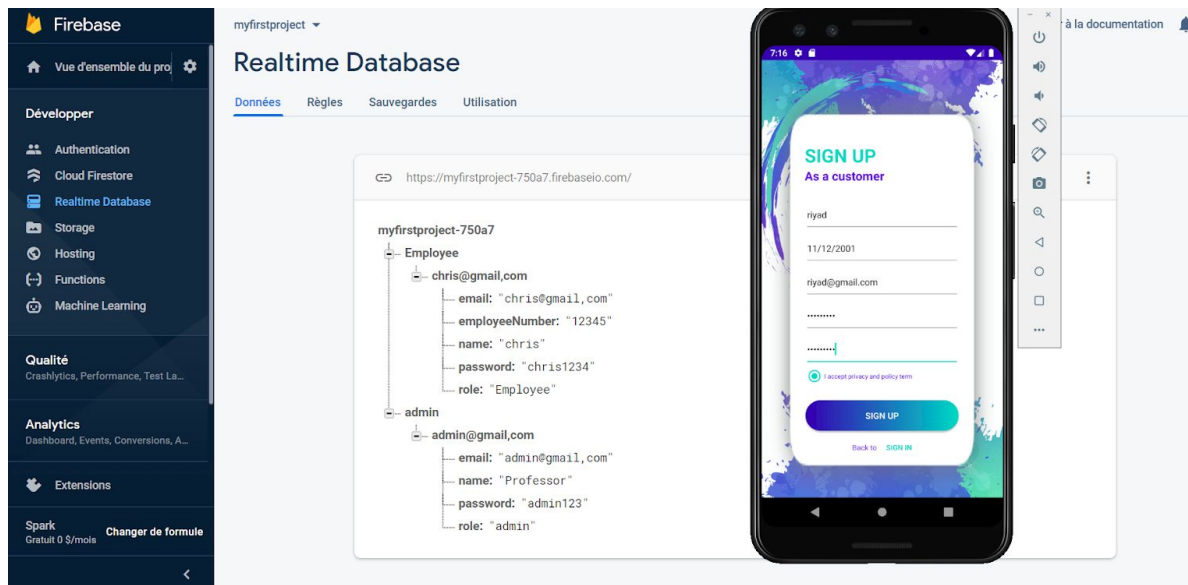 Firebase
Vue d'ensemble du proj
Développer
Authentication
Cloud Firestore
Realtime Database
Storage
Hosting
Functions
Machine Learning
Qualité
Crashlytics, Performance, Test La...
Analytics
Dashboard, Events, Conversions, A...
Extensions
Spark
Gratuit 0 $/mois
Changer de formule
myfirstproject
à la documentation
Realtime Database
Données Règles Sauvegardes Utilisation
https://myfirstproject-750a7.firebaseio.com/
myfirstproject-750a7
Employee
chris@gmail,com
email: "chris@gmail,com"
employeeNumber: "12345"
name: "chris"
password: "chris1234"
role: "Employee"
admin
admin@gmail,com
email: "admin@gmail,com"
name: "Professor"
password: "admin123"
role: "admin"
7:16
SIGN UP
As a customer
riyad
11/12/2001
riyad@gmail.com
•••••••••
•••••••••
I accept privacy and policy term
SIGN UP
Back to SIGN IN